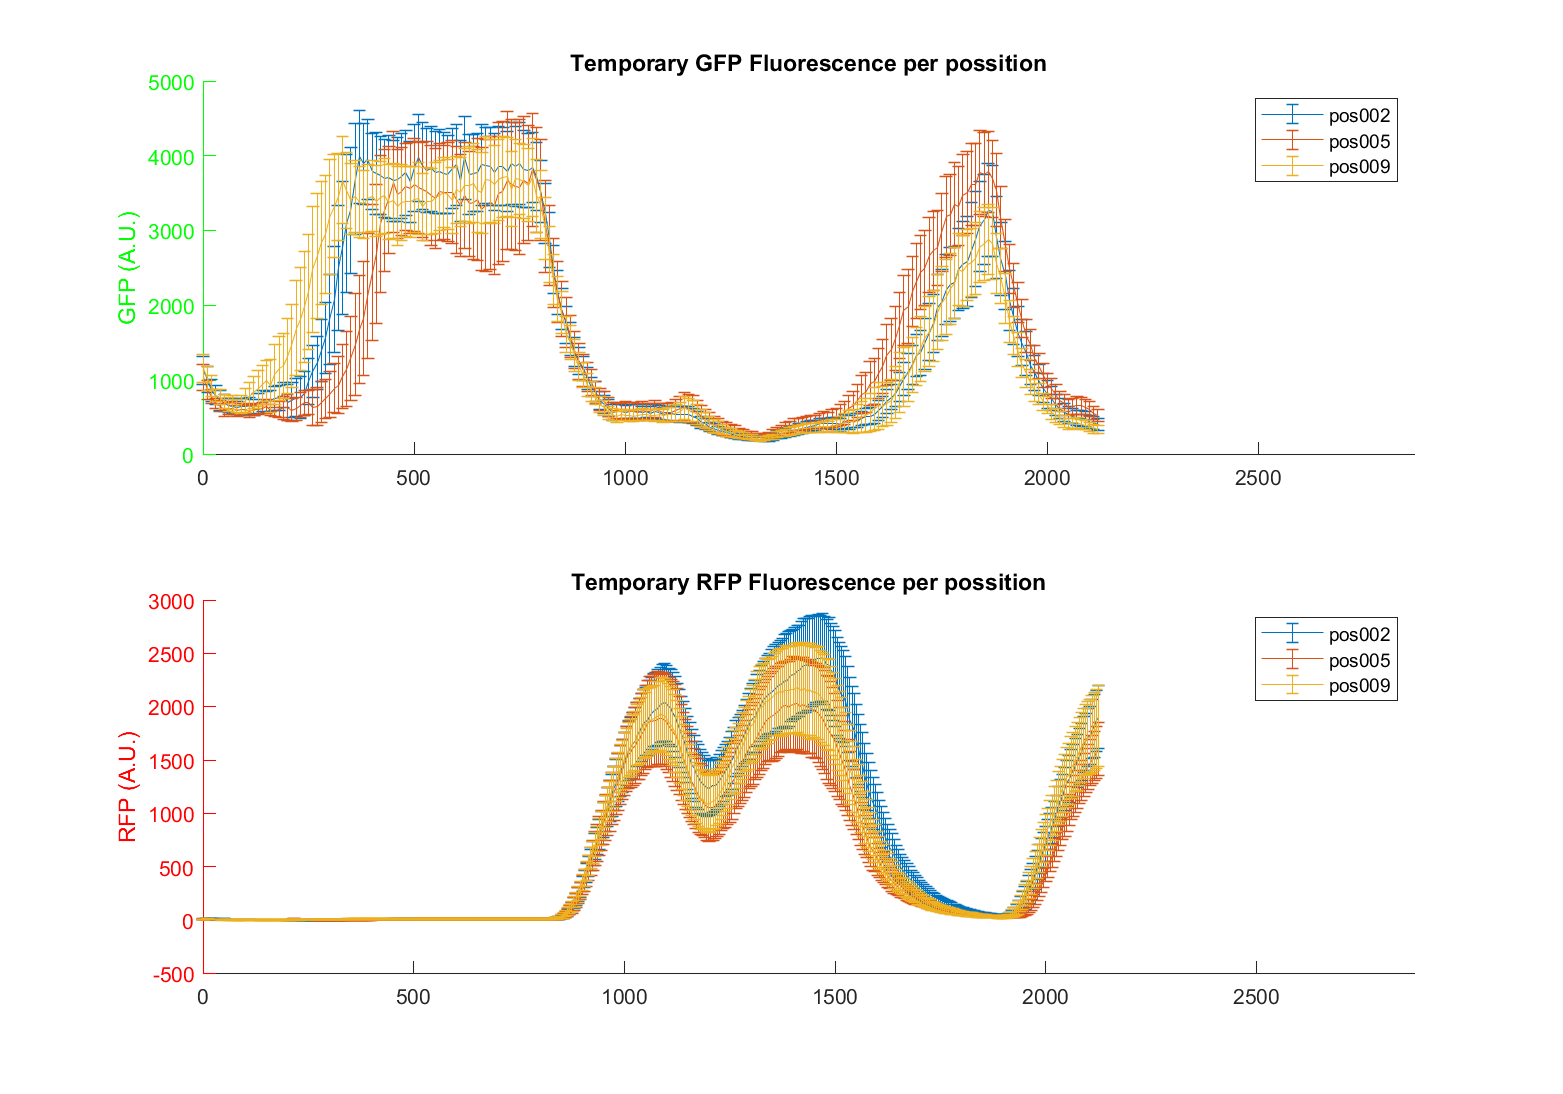 Temporary GFP Fluorescence per possition
5000
4000
3000
2000
1000
0
GFP (A.U.)
0 500 1000 1500 2000 2500
pos002
pos005
pos009
Temporary RFP Fluorescence per possition
3000
2500
2000
1500
1000
500
0
-500
RFP (A.U.)
0 500 1000 1500 2000 2500
pos002
pos005
pos009